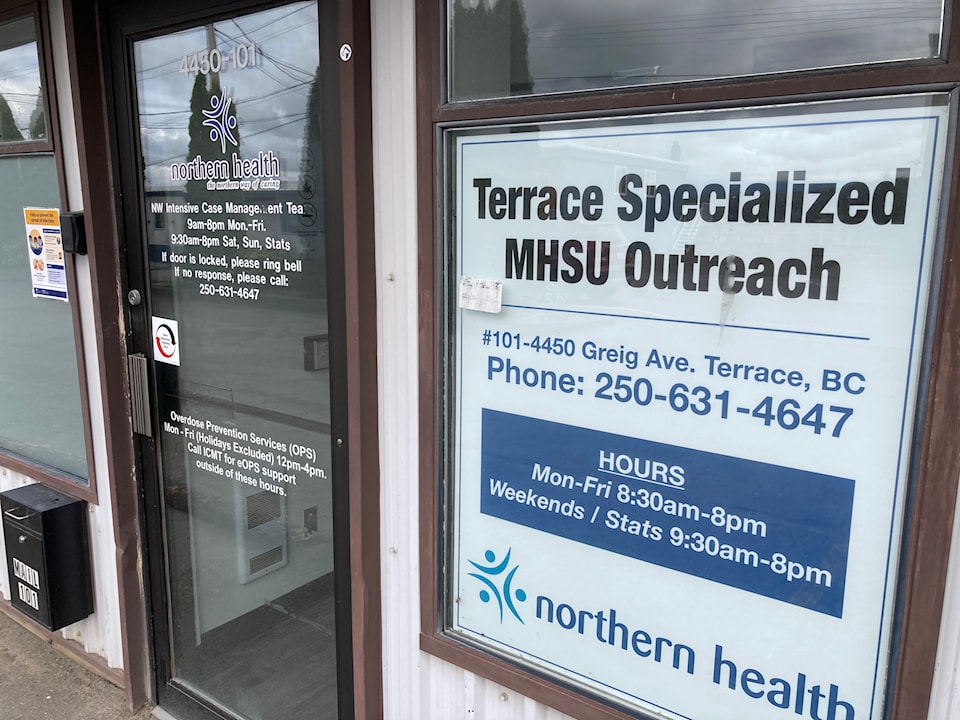 4450-101
northern health
the northern way of caring
NW Intensive Case Management Tea
9am-8pm Mon.-Fri.
9:30am-8pm Sat, Sun, Stats
If door is locked, please ring bell
If no response, please call:
250-631-4647
Overdose Prevention Services (OPS)
Mon - Fri (Holidays Excluded) 12pm-4pm.
Call ICMT for eOPS support
outside of these hours.
MAIL
101
Terrace Specialized
MHSU Outreach
#101-4450 Greig Ave. Terrace, BC
Phone: 250-631-4647
HOURS
Mon-Fri 8:30am-8pm
Weekends / Stats 9:30am-8pm
northern health